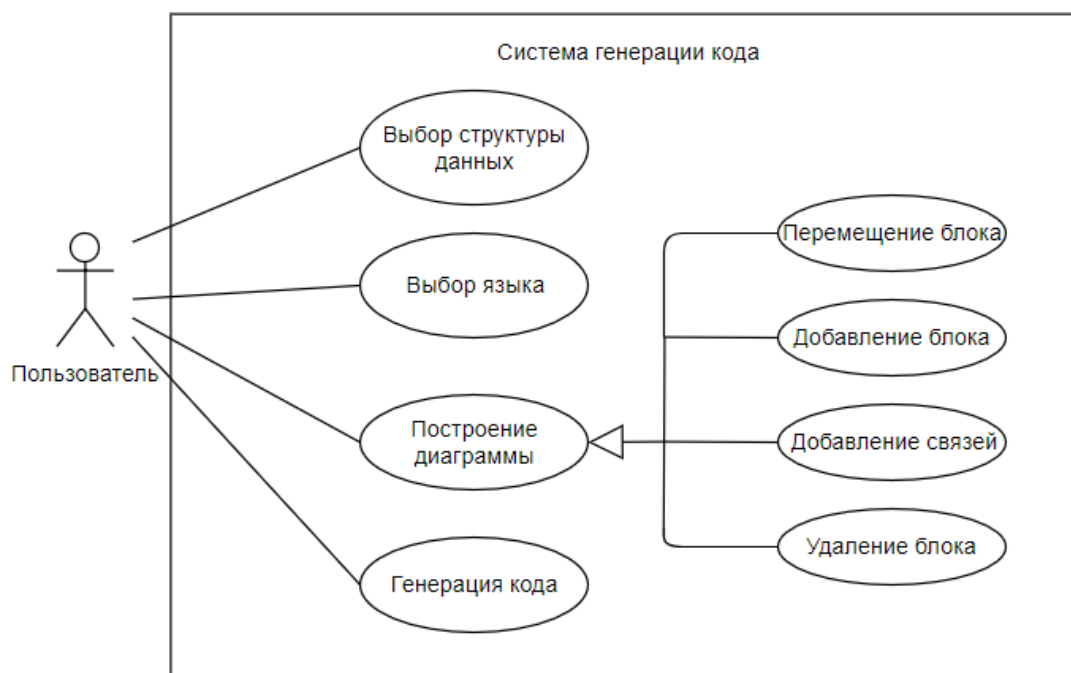 Система генерации кода
Выбор структуры
данных
Перемещение блока
Выбор языка
Добавление блока
Пользователь
Построение
диаграммы
Добавление связей
Удаление блока
Генерация кода